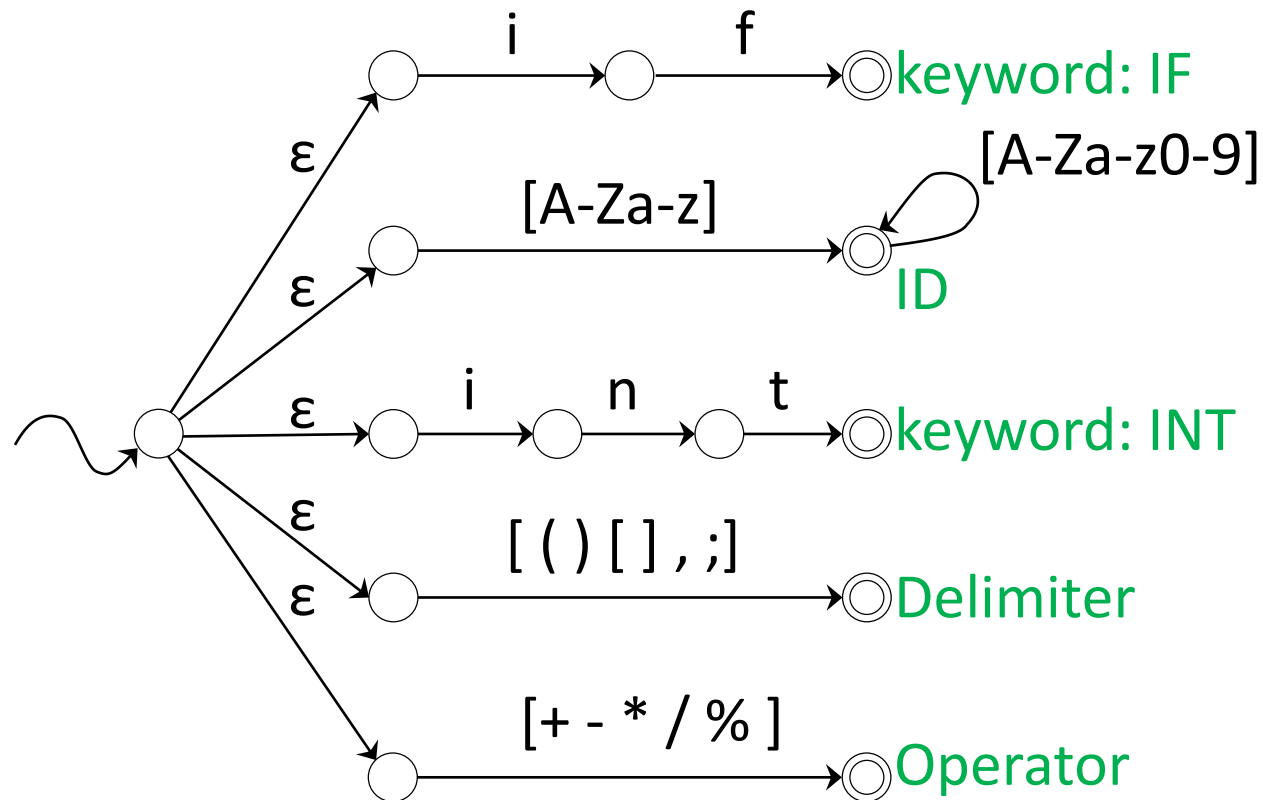 i f
keyword: IF
ε
[A-Za-z0-9]
[A-Za-z]
ε
ID
i n t
ε
keyword: INT
ε
[ ( ) [ ] , ;]
ε
Delimiter
[+ - * / % ]
Operator